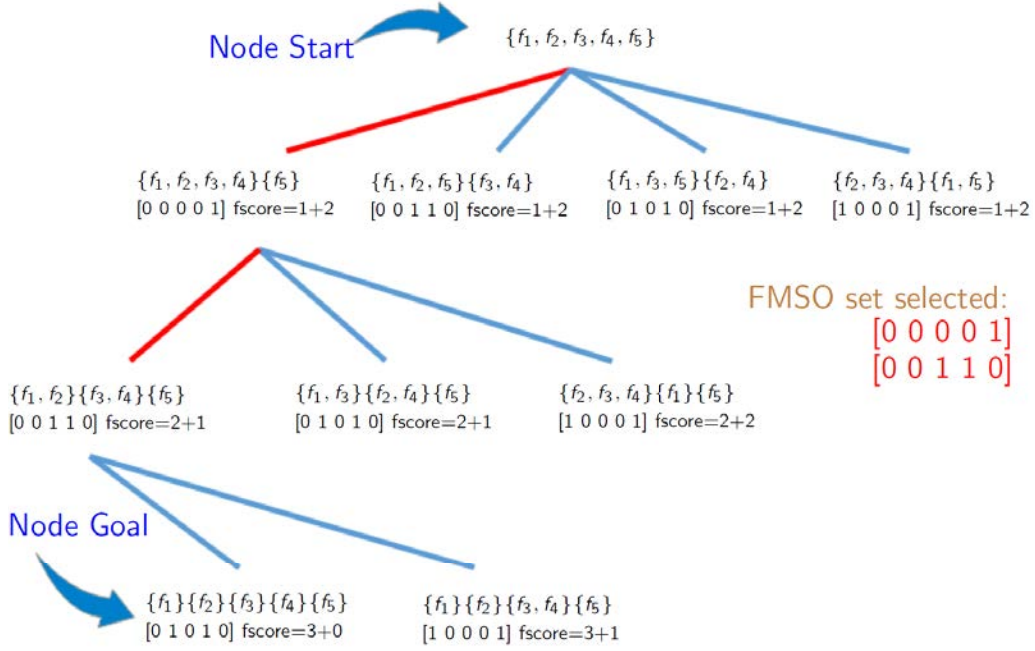 Node Start
{f₁, f₂, f₃, f₄, f₅}
{f₁, f₂, f₃, f₄}{f₅}
[0 0 0 0 1] fscore=1+2
{f₁, f₂, f₅}{f₃, f₄}
[0 0 1 1 0] fscore=1+2
{f₁, f₃, f₅}{f₂, f₄}
[0 1 0 1 0] fscore=1+2
{f₂, f₃, f₄}{f₁, f₅}
[1 0 0 0 1] fscore=1+2
FMSO set selected:
[0 0 0 0 1]
[0 0 1 1 0]
{f₁, f₂}{f₃, f₄}{f₅}
[0 0 1 1 0] fscore=2+1
{f₁, f₃}{f₂, f₄}{f₅}
[0 1 0 1 0] fscore=2+1
{f₂, f₃, f₄}{f₁}{f₅}
[1 0 0 0 1] fscore=2+2
Node Goal
{f₁}{f₂}{f₃}{f₄}{f₅}
[0 1 0 1 0] fscore=3+0
{f₁}{f₂}{f₃, f₄}{f₅}
[1 0 0 0 1] fscore=3+1